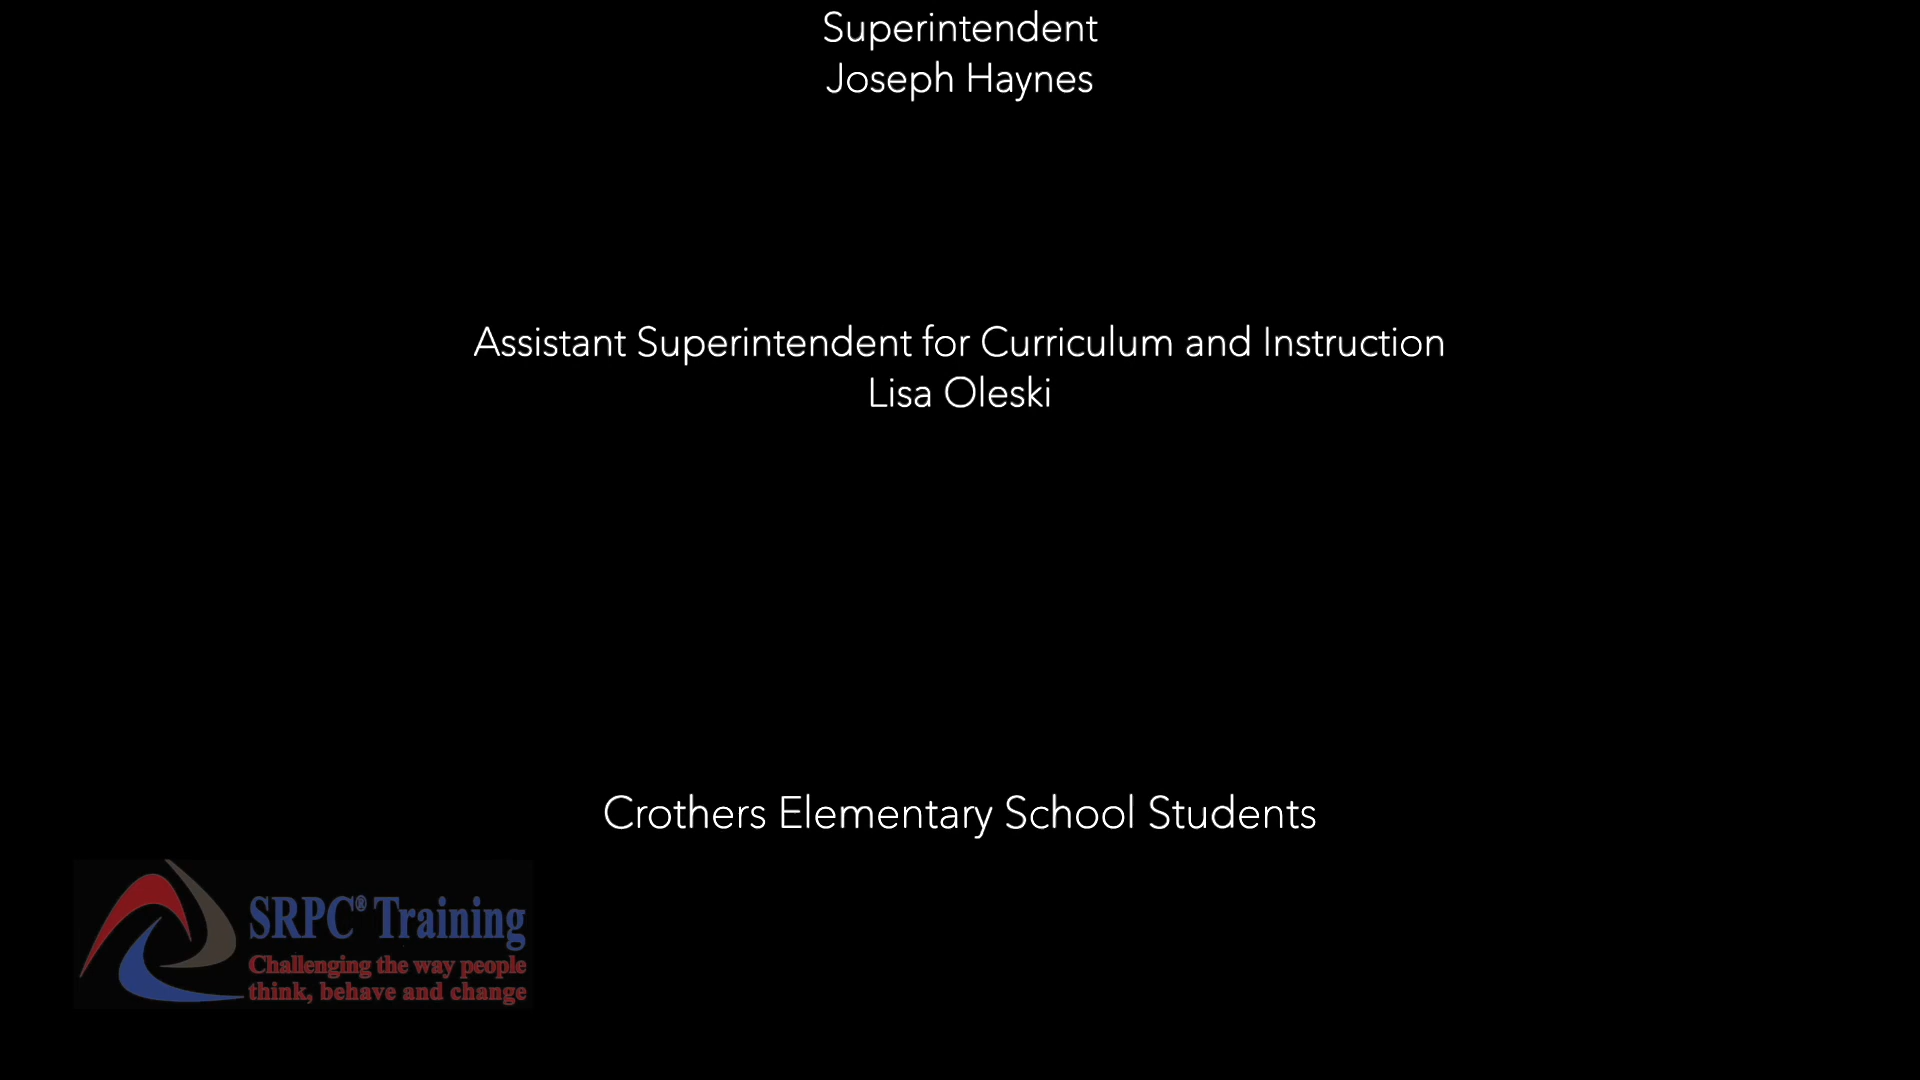 Superintendent
Joseph Haynes
Assistant Superintendent for Curriculum and Instruction
Lisa Oleski
Crothers Elementary School Students
SRPC® Training
Challenging the way people
think, behave and change